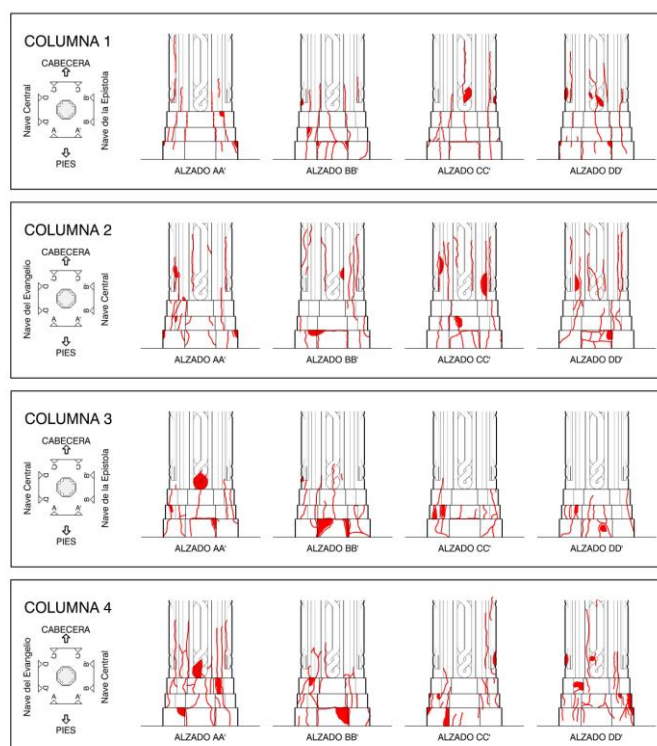 COLUMNA 1
CABECERA
Nave Central
Nave de la Epístola
A A'
PIES
ALZADO AA'
ALZADO BB'
ALZADO CC'
ALZADO DD'
COLUMNA 2
CABECERA
Nave del Evangelio
Nave Central
A A'
PIES
ALZADO AA'
ALZADO BB'
ALZADO CC'
ALZADO DD'
COLUMNA 3
CABECERA
Nave Central
Nave de la Epístola
A A'
PIES
ALZADO AA'
ALZADO BB'
ALZADO CC'
ALZADO DD'
COLUMNA 4
CABECERA
Nave del Evangelio
Nave Central
A A'
PIES
ALZADO AA'
ALZADO BB'
ALZADO CC'
ALZADO DD'